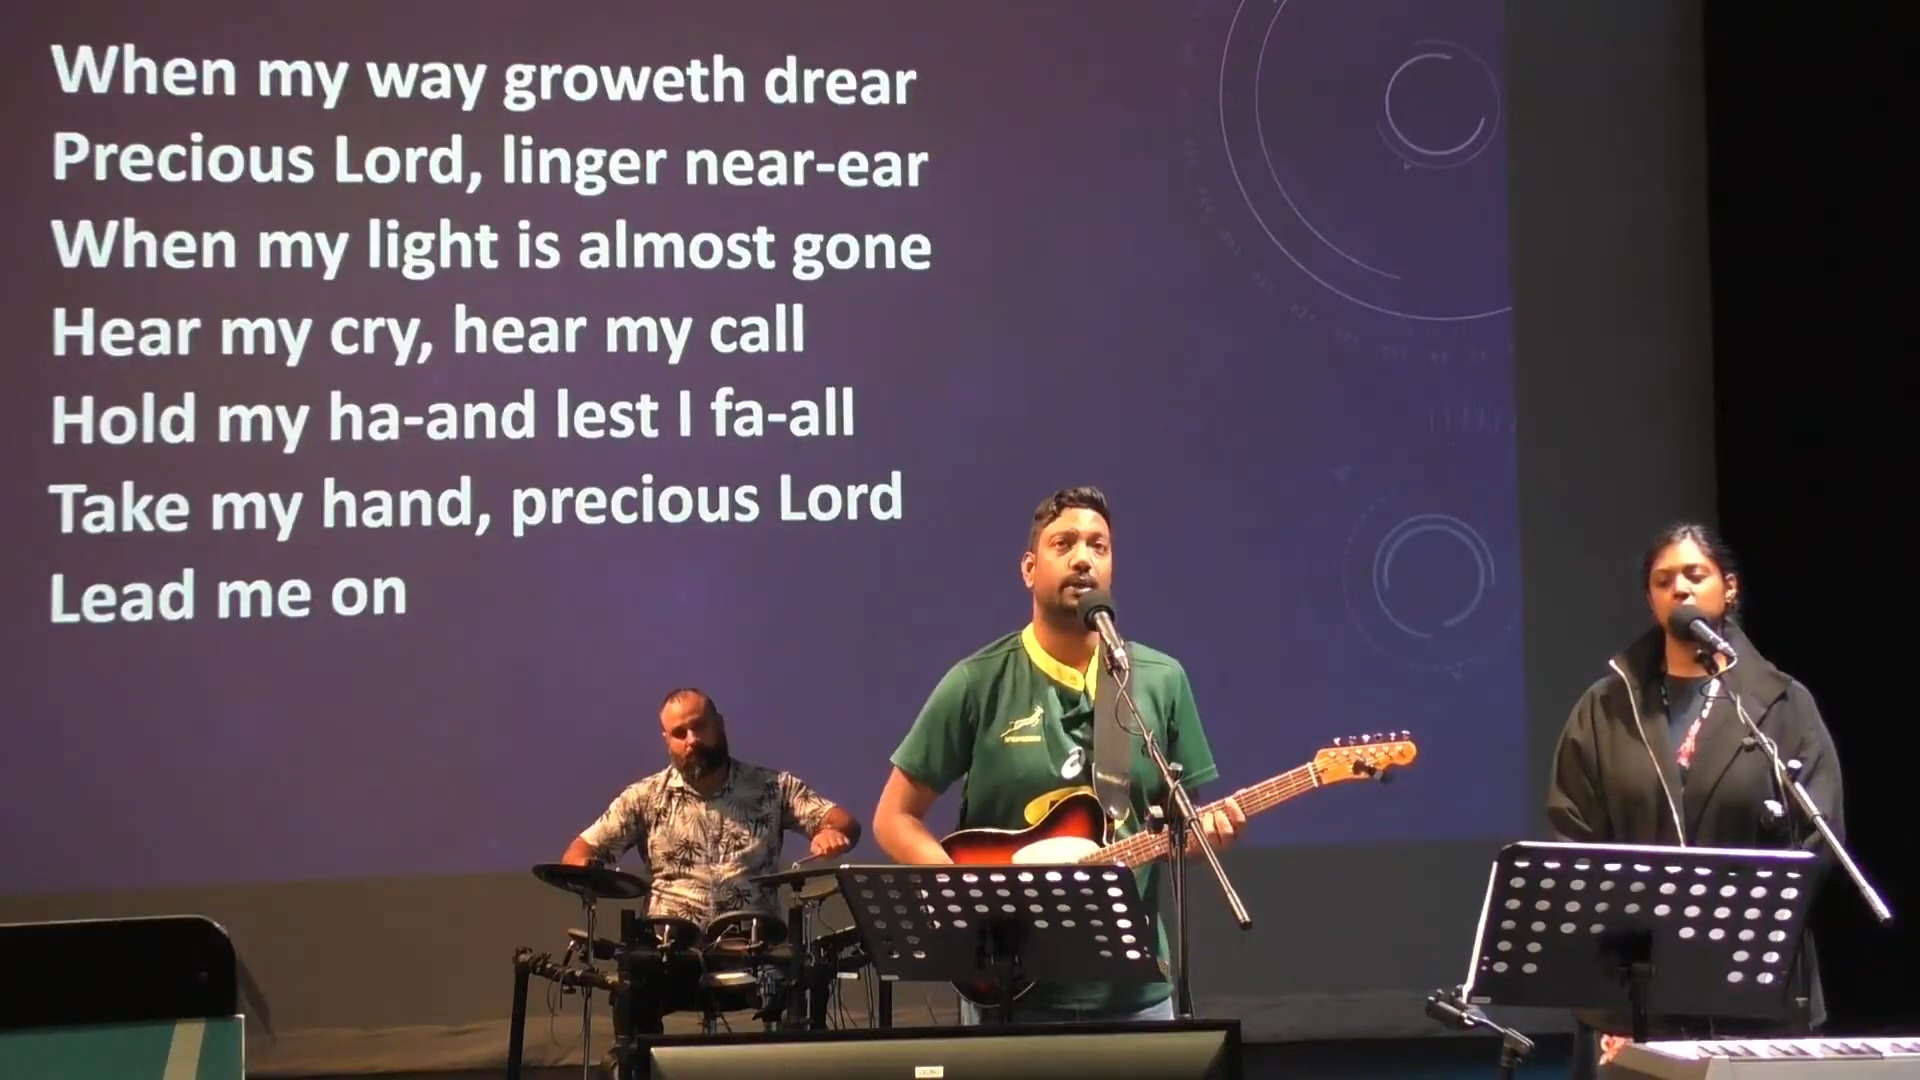 When my way groweth drear
Precious Lord, linger near-ear
When my light is almost gone
Hear my cry, hear my call
Hold my ha-and lest I fa-all
Take my hand, precious Lord
Lead me on